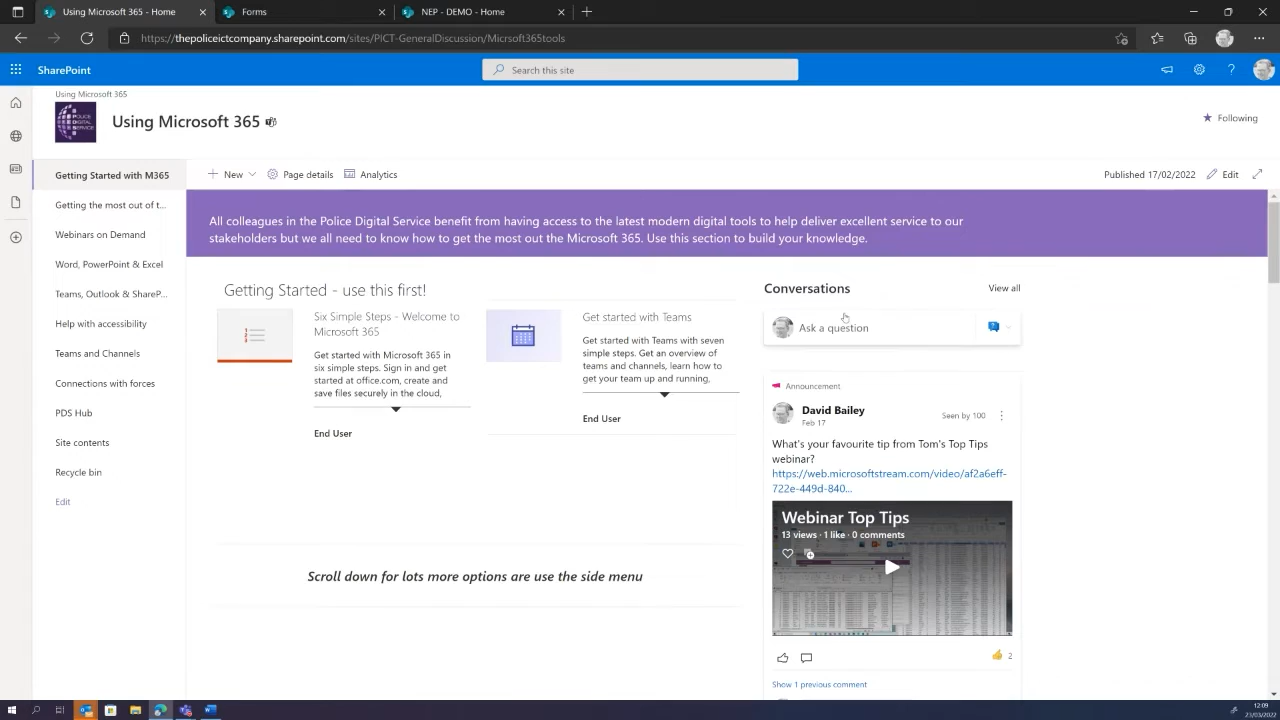 Using Microsoft 365 - Home
Forms
NEP - DEMO - Home
https://thepoliceictcompany.sharepoint.com/sites/PICT-GeneralDiscussion/Micrsoft365tools
SharePoint
Search this site
Using Microsoft 365
POLICE
DIGITAL
SERVICE
Using Microsoft 365
Following
Getting Started with M365
New
Page details
Analytics
Published 17/02/2022
Edit
Getting the most out of t...
Webinars on Demand
Word, PowerPoint & Excel
Teams, Outlook & ShareP...
Help with accessibility
Teams and Channels
Connections with forces
PDS Hub
Site contents
Recycle bin
Edit
All colleagues in the Police Digital Service benefit from having access to the latest modern digital tools to help deliver excellent service to our
stakeholders but we all need to know how to get the most out the Microsoft 365. Use this section to build your knowledge.
Getting Started - use this first!
Six Simple Steps - Welcome to
Microsoft 365
Get started with Microsoft 365 in
six simple steps. Sign in and get
started at office.com, create and
save files securely in the cloud,
End User
Get started with Teams
Get started with Teams with seven
simple steps. Get an overview of
teams and channels, learn how to
get your team up and running,
End User
Scroll down for lots more options are use the side menu
Conversations
View all
Ask a question
Announcement
David Bailey
Feb 17
Seen by 100
What's your favourite tip from Tom's Top Tips
webinar?
https://web.microsoftstream.com/video/af2a6eff-
722e-449d-840...
Webinar Top Tips
13 views · 1 like · 0 comments
2
Show 1 previous comment
12:09
23/03/2022